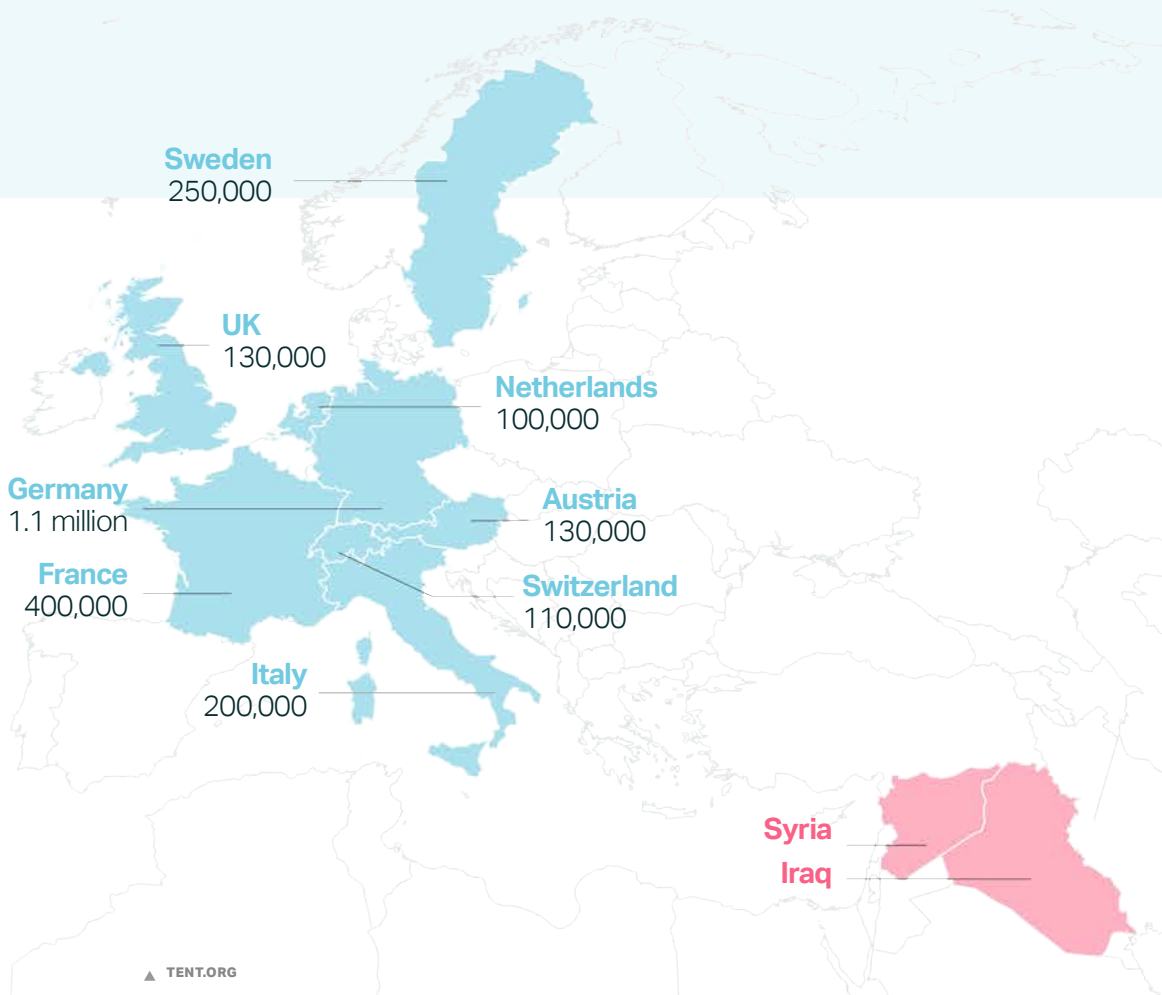 Sweden
250,000
UK
130,000
Netherlands
100,000
Germany
1.1 million
Austria
130,000
France
400,000
Switzerland
110,000
Italy
200,000
Syria
Iraq
▲ TENT.ORG